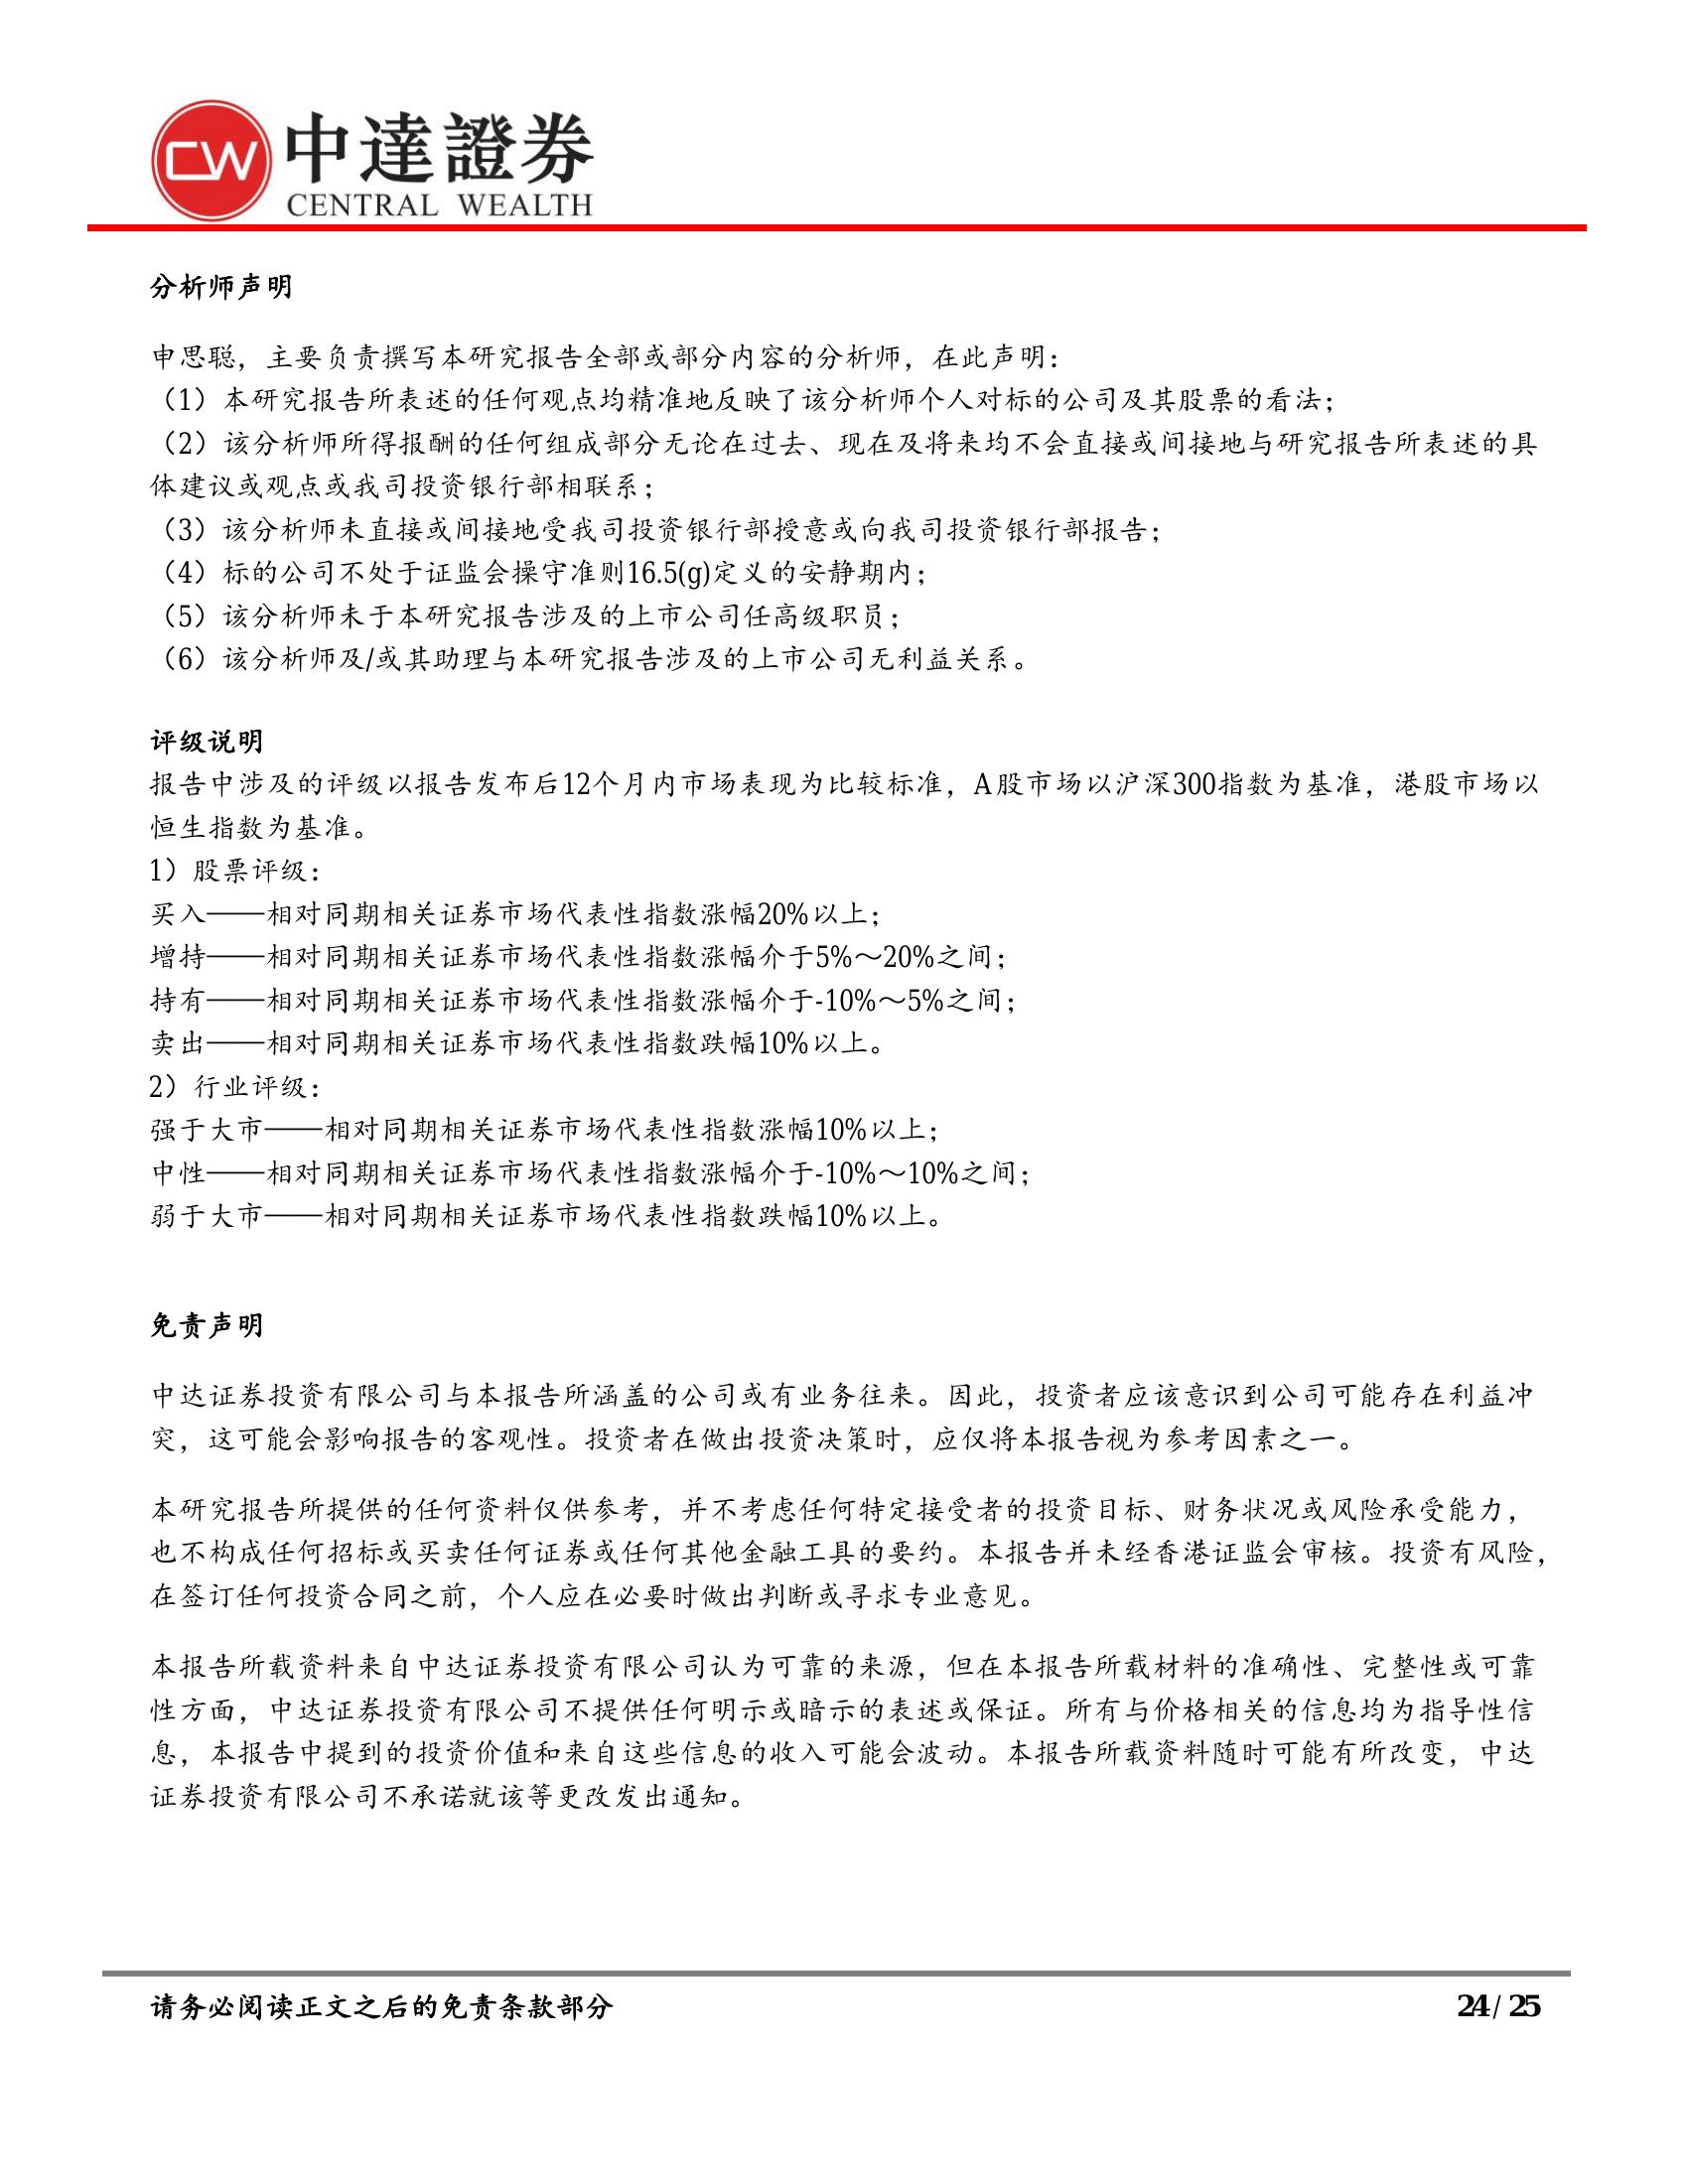 CW 中達證券
CENTRAL WEALTH
分析师声明
申思聪，主要负责撰写本研究报告全部或部分内容的分析师，在此声明：
（1）本研究报告所表述的任何观点均精准地反映了该分析师个人对标的公司及其股票的看法；
（2）该分析师所得报酬的任何组成部分无论在过去、现在及将来均不会直接或间接地与研究报告所表述的具
体建议或观点或我司投资银行部相联系；
（3）该分析师未直接或间接地受我司投资银行部授意或向我司投资银行部报告；
（4）标的公司不处于证监会操守准则16.5(g)定义的安静期内；
（5）该分析师未于本研究报告涉及的上市公司任高级职员；
（6）该分析师及/或其助理与本研究报告涉及的上市公司无利益关系。
评级说明
报告中涉及的评级以报告发布后12个月内市场表现为比较标准，A股市场以沪深300指数为基准，港股市场以
恒生指数为基准。
1）股票评级：
买入——相对同期相关证券市场代表性指数涨幅20%以上；
增持——相对同期相关证券市场代表性指数涨幅介于5%～20%之间；
持有——相对同期相关证券市场代表性指数涨幅介于-10%～5%之间；
卖出——相对同期相关证券市场代表性指数跌幅10%以上。
2）行业评级：
强于大市——相对同期相关证券市场代表性指数涨幅10%以上；
中性——相对同期相关证券市场代表性指数涨幅介于-10%～10%之间；
弱于大市——相对同期相关证券市场代表性指数跌幅10%以上。
免责声明
中达证券投资有限公司与本报告所涵盖的公司或有业务往来。因此，投资者应该意识到公司可能存在利益冲
突，这可能会影响报告的客观性。投资者在做出投资决策时，应仅将本报告视为参考因素之一。
本研究报告所提供的任何资料仅供参考，并不考虑任何特定接受者的投资目标、财务状况或风险承受能力，
也不构成任何招标或买卖任何证券或任何其他金融工具的要约。本报告并未经香港证监会审核。投资有风险，
在签订任何投资合同之前，个人应在必要时做出判断或寻求专业意见。
本报告所载资料来自中达证券投资有限公司认为可靠的来源，但在本报告所载材料的准确性、完整性或可靠
性方面，中达证券投资有限公司不提供任何明示或暗示的表述或保证。所有与价格相关的信息均为指导性信
息，本报告中提到的投资价值和来自这些信息的收入可能会波动。本报告所载资料随时可能有所改变，中达
证券投资有限公司不承诺就该等更改发出通知。
请务必阅读正文之后的免责条款部分 24 / 25